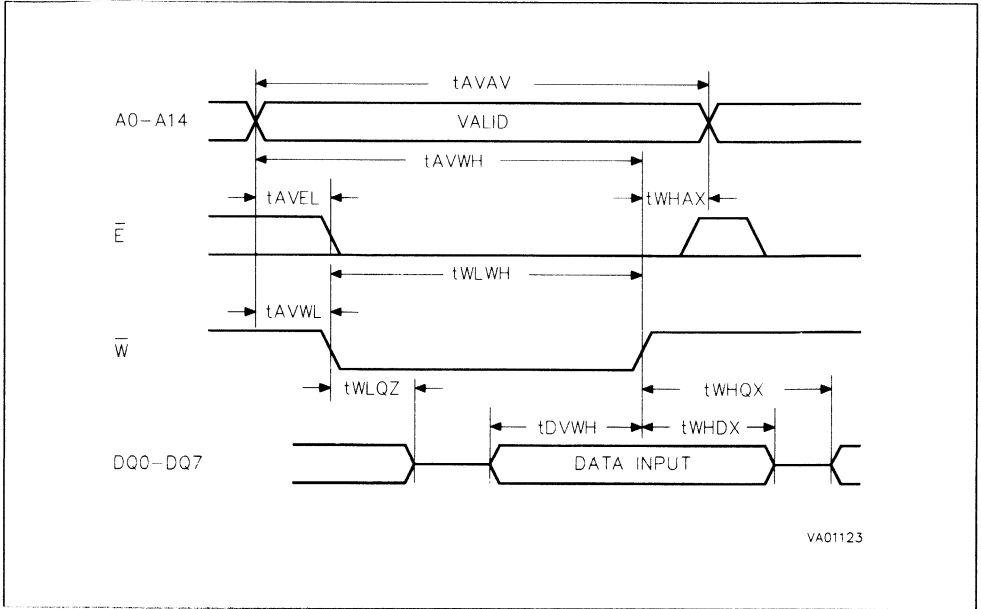 tAVAV
A0-A14
VALID
tAVWH
tAVEL
tWHAX
E̅
tWLWH
tAVWL
W̅
tWLQZ
tWHQX
tDVWH
tWHDX
DQ0-DQ7
DATA INPUT
VA01123